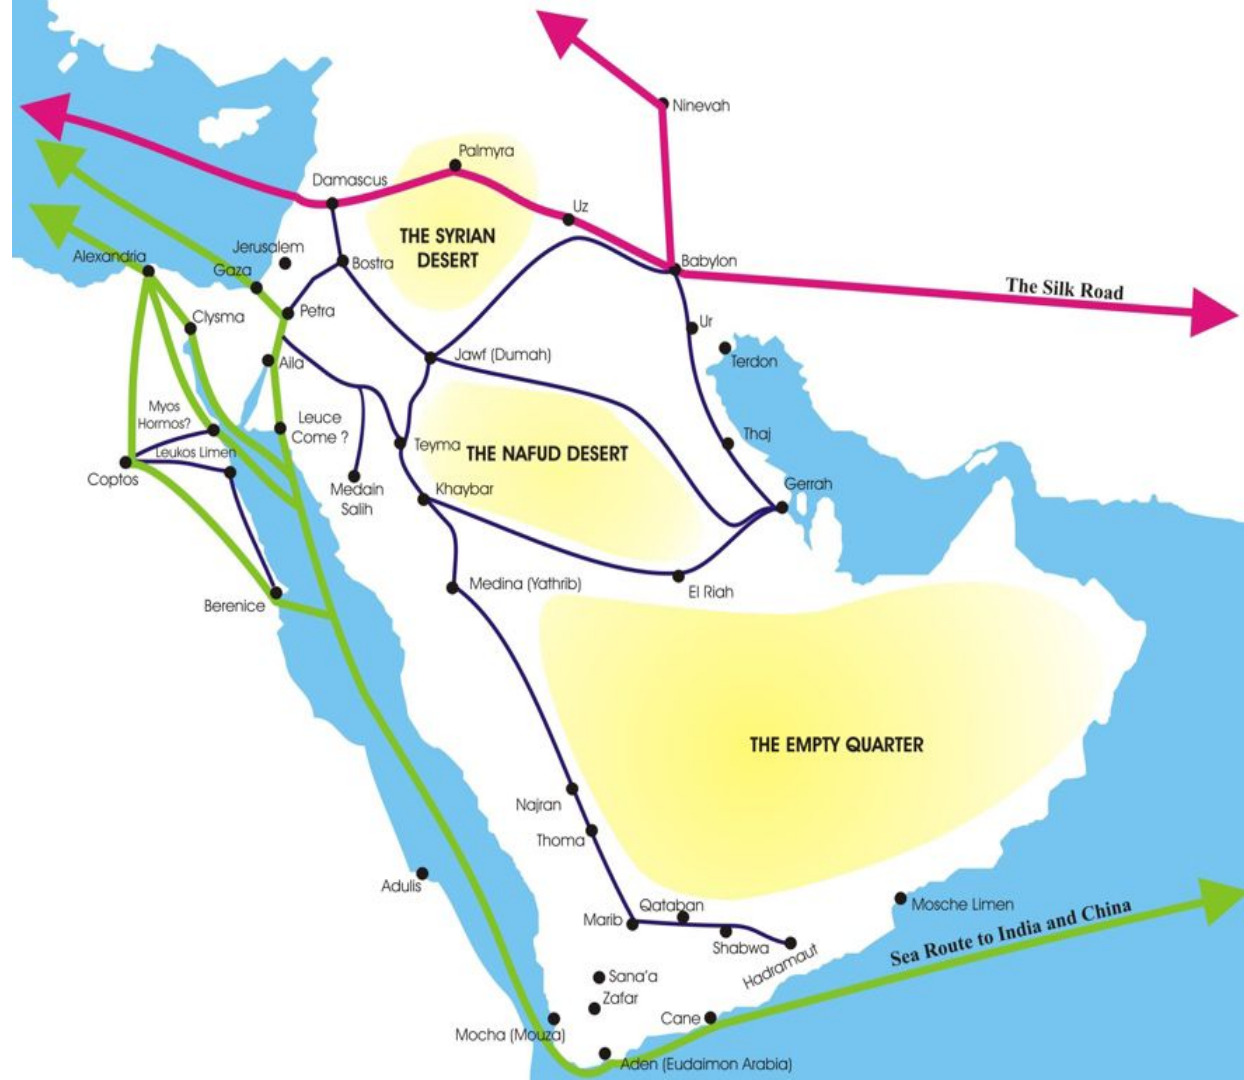 Ninevah
Palmyra
Damascus
Uz
THE SYRIAN
DESERT
Jerusalem
Alexandria
Gaza
Bostra
Babylon
The Silk Road
Petra
Clysma
Ur
Aila
Jawf (Dumah)
Terdon
Myos
Hormos?
Leuce
Come ?
Leukos Limen
Teyma
THE NAFUD DESERT
Thaj
Coptos
Medain
Salih
Khaybar
Gerrah
Medina (Yathrib)
El Riah
Berenice
THE EMPTY QUARTER
Najran
Thoma
Adulis
Qataban
Marib
Mosche Limen
Shabwa
Sea Route to India and China
Hadramaut
Sana'a
Zafar
Cane
Mocha (Mouza)
Aden (Eudaimon Arabia)